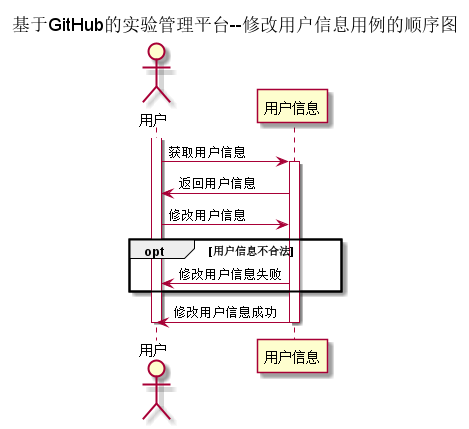 基于GitHub的实验管理平台--修改用户信息用例的顺序图
用户
用户信息
获取用户信息
返回用户信息
修改用户信息
opt [用户信息不合法]
修改用户信息失败
修改用户信息成功
用户
用户信息